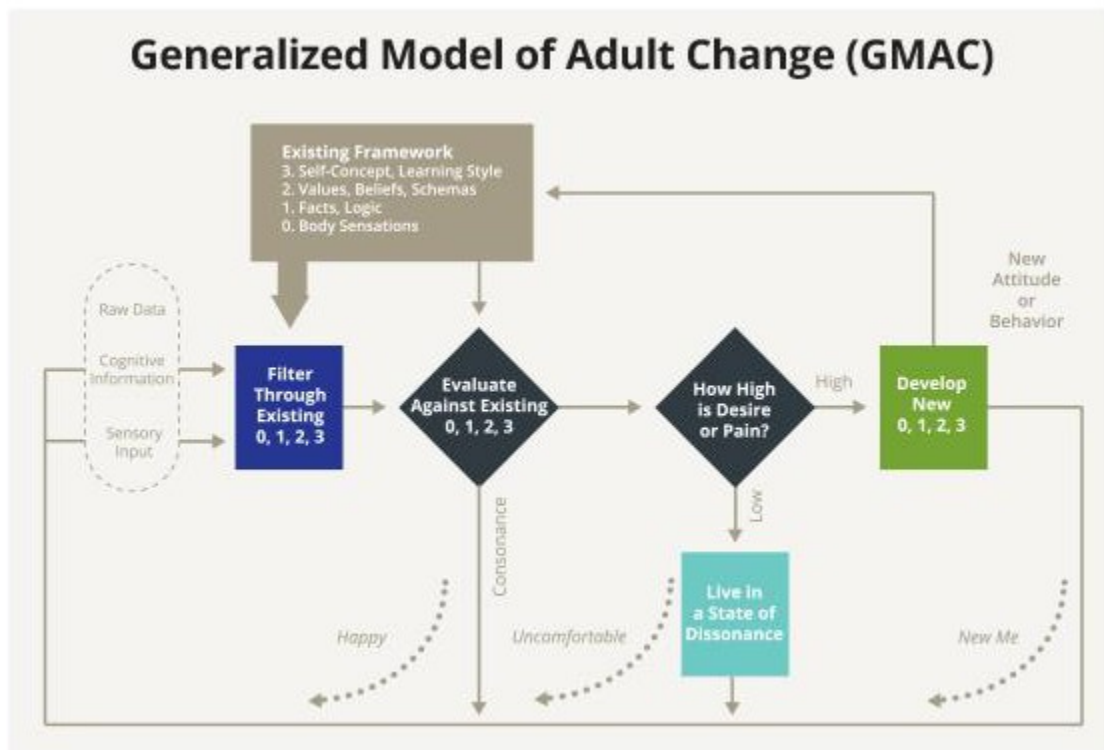 Generalized Model of Adult Change (GMAC)
Existing Framework
3. Self-Concept, Learning Style
2. Values, Beliefs, Schemas
1. Facts, Logic
0. Body Sensations
New
Attitude
or
Behavior
Raw Data
Cognitive
Information
Sensory
Input
Filter
Through
Existing
0, 1, 2, 3
Evaluate
Against Existing
0, 1, 2, 3
How High
is Desire
or Pain?
High
Develop
New
0, 1, 2, 3
Low
Consonance
Live in
a State of
Dissonance
Happy
Uncomfortable
New Me